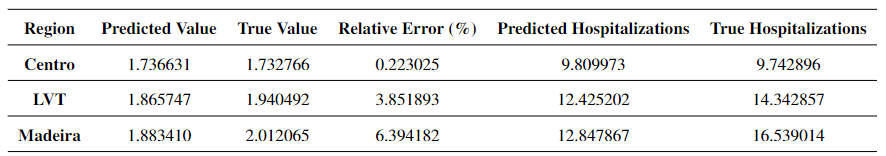 Region Predicted Value True Value Relative Error (%) Predicted Hospitalizations True Hospitalizations
Centro 1.736631 1.732766 0.223025 9.809973 9.742896
LVT 1.865747 1.940492 3.851893 12.425202 14.342857
Madeira 1.883410 2.012065 6.394182 12.847867 16.539014